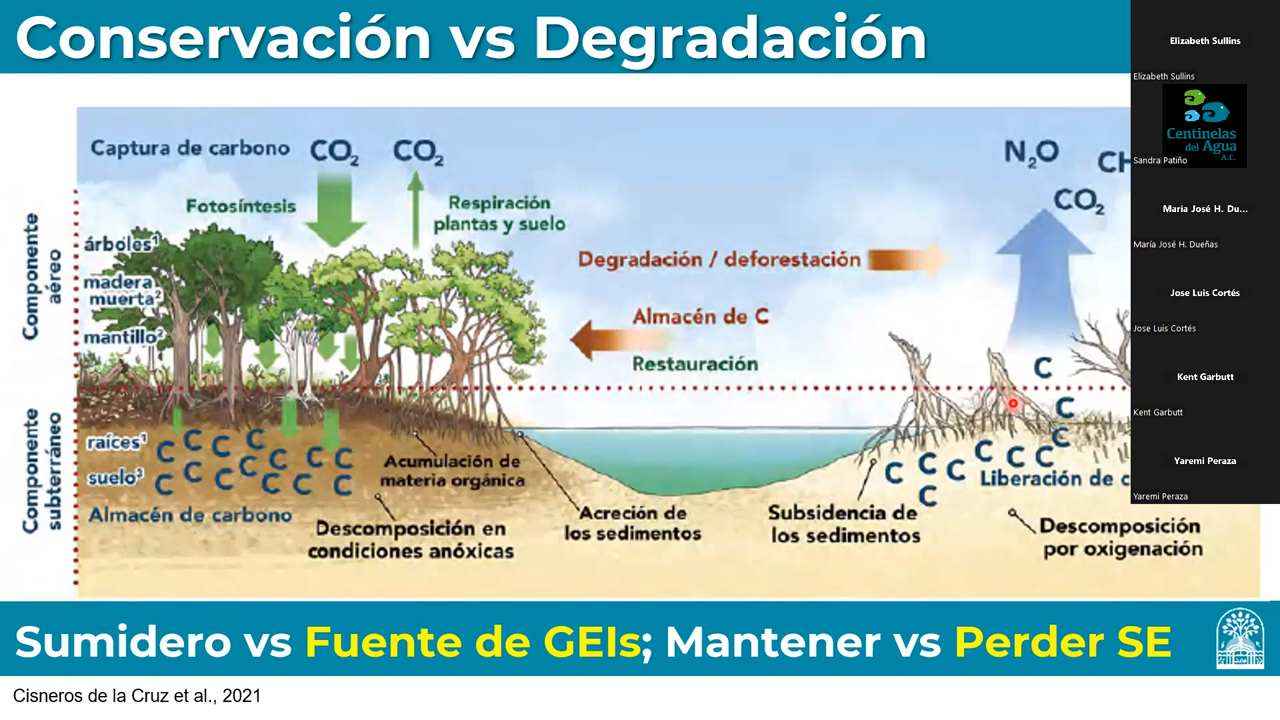 Conservación vs Degradación
Captura de carbono
CO₂
CO₂
N₂O
CH
CO₂
Fotosíntesis
Respiración
plantas y suelo
Componente
aéreo
árboles¹
madera
muerta²
mantillo²
Degradación / deforestación
Almacén de C
Restauración
C
C
C
Componente
subterráneo
raíces¹
suelo³
C C C C
C C C C
C C C C C C
Almacén de carbono
Acumulación de
materia orgánica
Descomposición en
condiciones anóxicas
Acreción de
los sedimentos
Subsidencia de
los sedimentos
C C C C C C
C
Liberación de c
Descomposición
por oxigenación
Sumidero vs Fuente de GEIs; Mantener vs Perder SE
Cisneros de la Cruz et al., 2021
Elizabeth Sullins
Elizabeth Sullins
Centinelas
del Agua
A.C.
Sandra Patiño
Maria José H. Du...
María José H. Dueñas
Jose Luis Cortés
Jose Luis Cortés
Kent Garbutt
Kent Garbutt
Yaremi Peraza
Yaremi Peraza